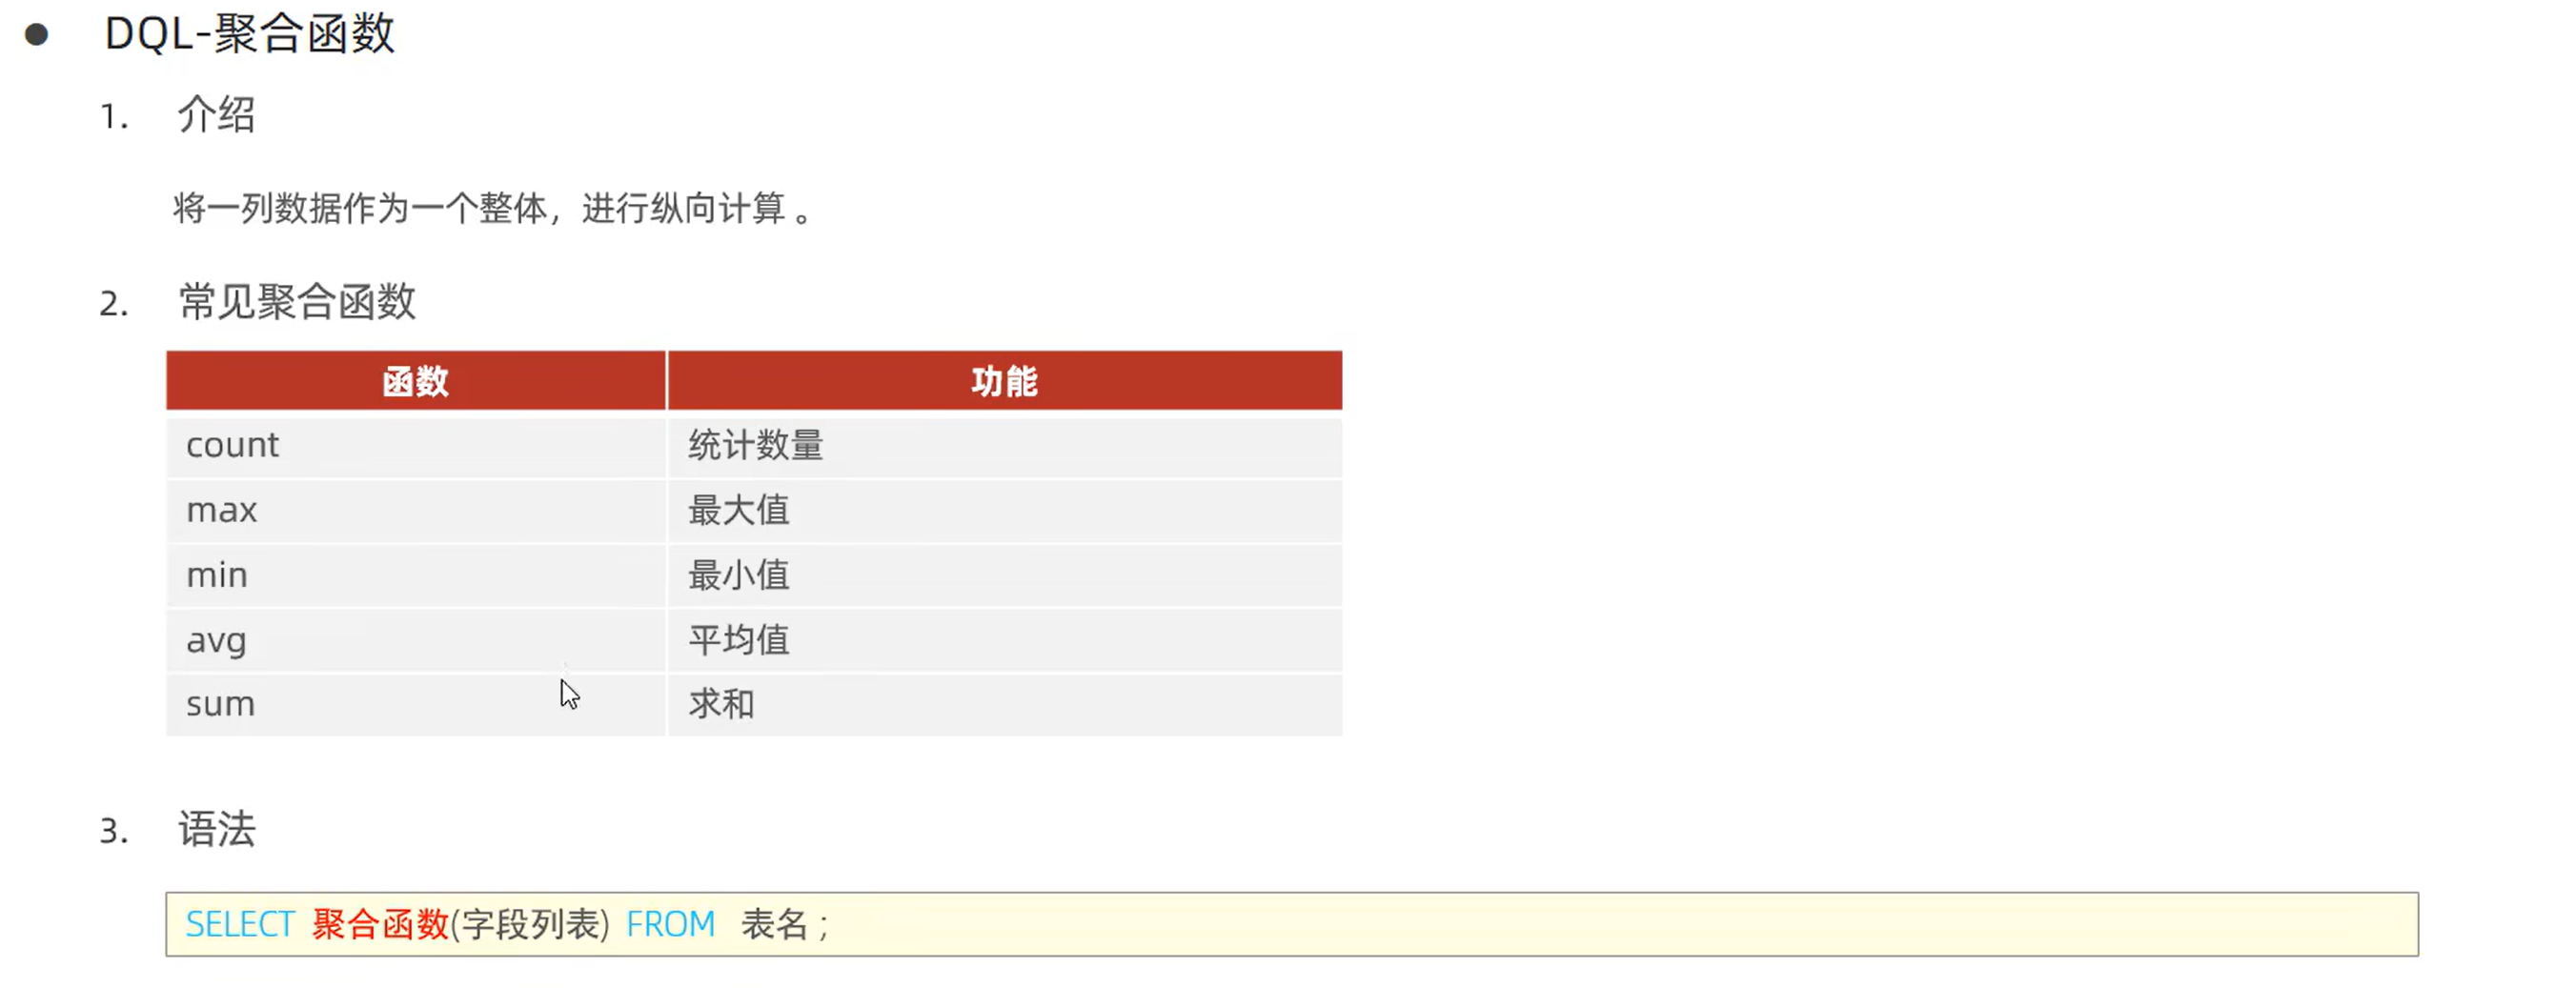 ● DQL-聚合函数
1. 介绍
将一列数据作为一个整体，进行纵向计算 。
2. 常见聚合函数
函数 功能
count 统计数量
max 最大值
min 最小值
avg 平均值
sum 求和
3. 语法
SELECT 聚合函数(字段列表) FROM 表名 ;